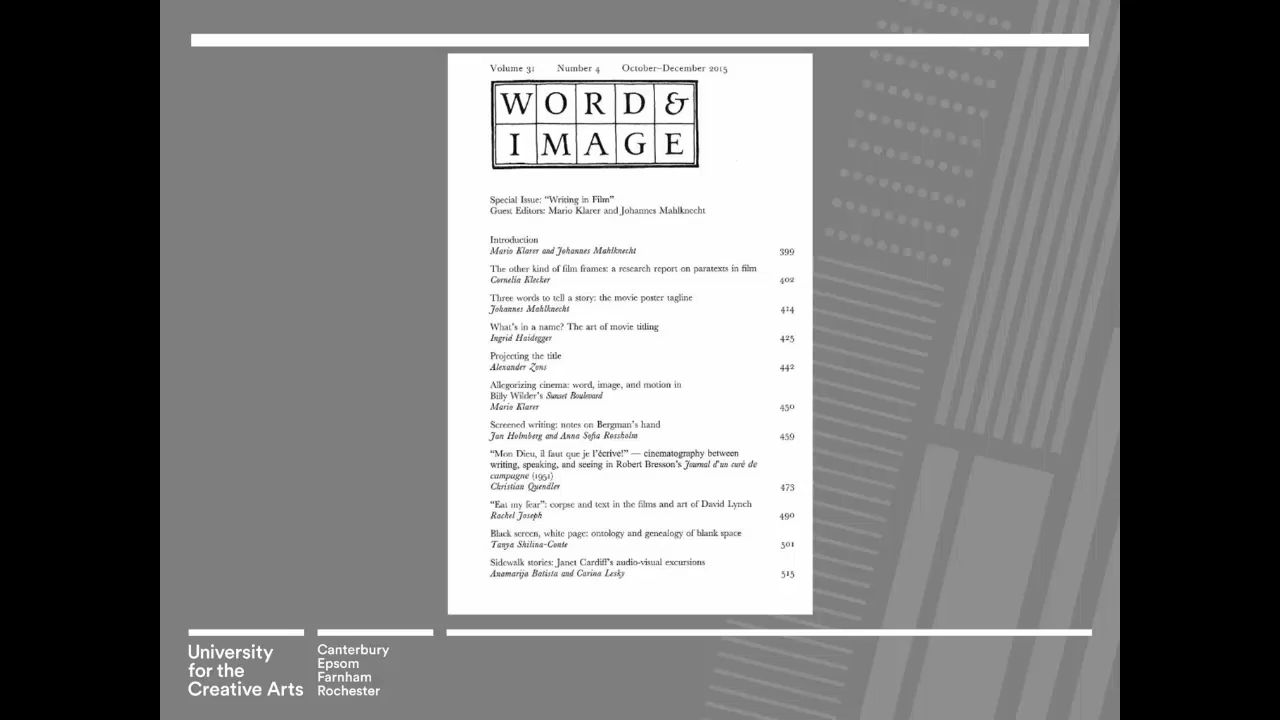 Volume 31 Number 4 October–December 2015
WORD &
IMAGE
Special Issue: "Writing in Film"
Guest Editors: Mario Klarer and Johannes Mahlknecht
Introduction
Mario Klarer and Johannes Mahlknecht 399
The other kind of film frames: a research report on paratexts in film
Cornelia Klecker 402
Three words to tell a story: the movie poster tagline
Johannes Mahlknecht 414
What's in a name? The art of movie titling
Ingrid Haidegger 425
Projecting the title
Alexander Zons 442
Allegorizing cinema: word, image, and motion in
Billy Wilder's Sunset Boulevard
Mario Klarer 450
Screened writing: notes on Bergman's hand
Jan Holmberg and Anna Sofia Rossholm 459
"Mon Dieu, il faut que je l'écrive!" — cinematography between
writing, speaking, and seeing in Robert Bresson's Journal d'un curé de
campagne (1951)
Christian Quendler 473
"Eat my fear": corpse and text in the films and art of David Lynch
Rachel Joseph 490
Black screen, white page: ontology and genealogy of blank space
Tanya Shilina-Conte 501
Sidewalk stories: Janet Cardiff's audio-visual excursions
Anamarija Batista and Carina Lesky 515
University
for the
Creative Arts
Canterbury
Epsom
Farnham
Rochester